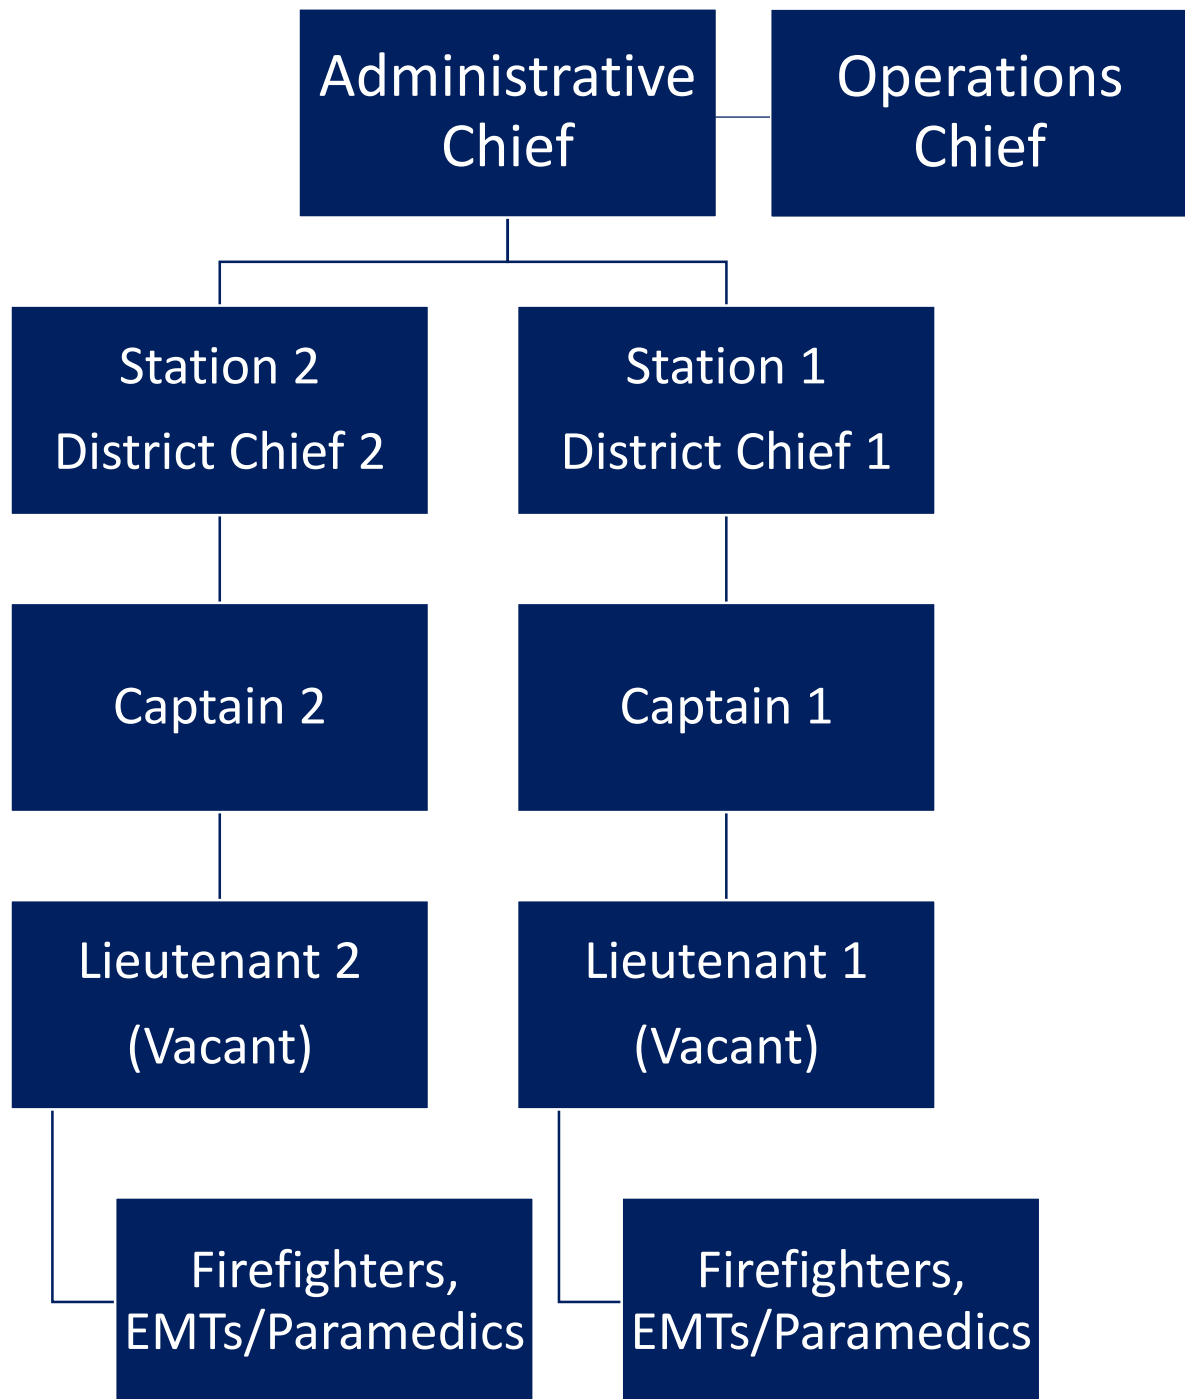 Administrative
Chief
Operations
Chief
Station 2
District Chief 2
Station 1
District Chief 1
Captain 2
Captain 1
Lieutenant 2
(Vacant)
Lieutenant 1
(Vacant)
Firefighters,
EMTs/Paramedics
Firefighters,
EMTs/Paramedics